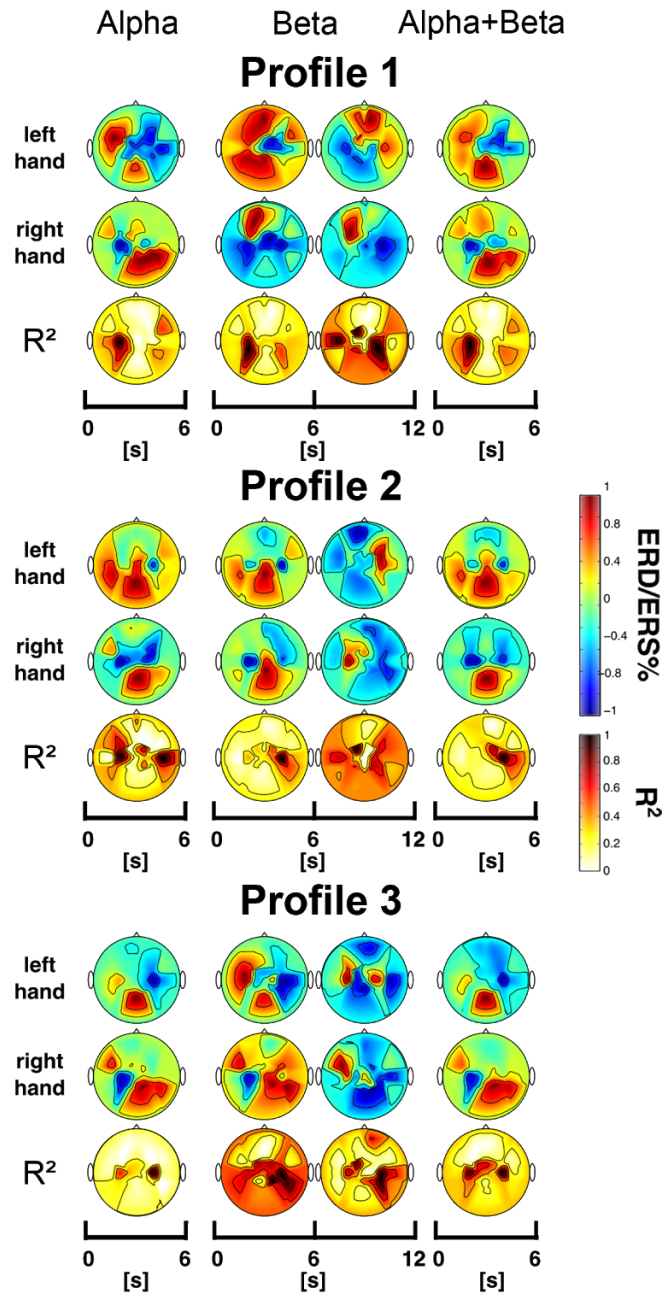 Alpha Beta Alpha+Beta
Profile 1
left
hand
right
hand
R²
0 6 0 6 12 0 6
[s] [s] [s]
Profile 2
left
hand
right
hand
R²
0 6 0 6 12 0 6
[s] [s] [s]
1
0.8
0.4
0
−0.4
−0.8
−1
ERD/ERS%
1
0.8
0.6
0.4
0.2
0
R²
Profile 3
left
hand
right
hand
R²
0 6 0 6 12 0 6
[s] [s] [s]